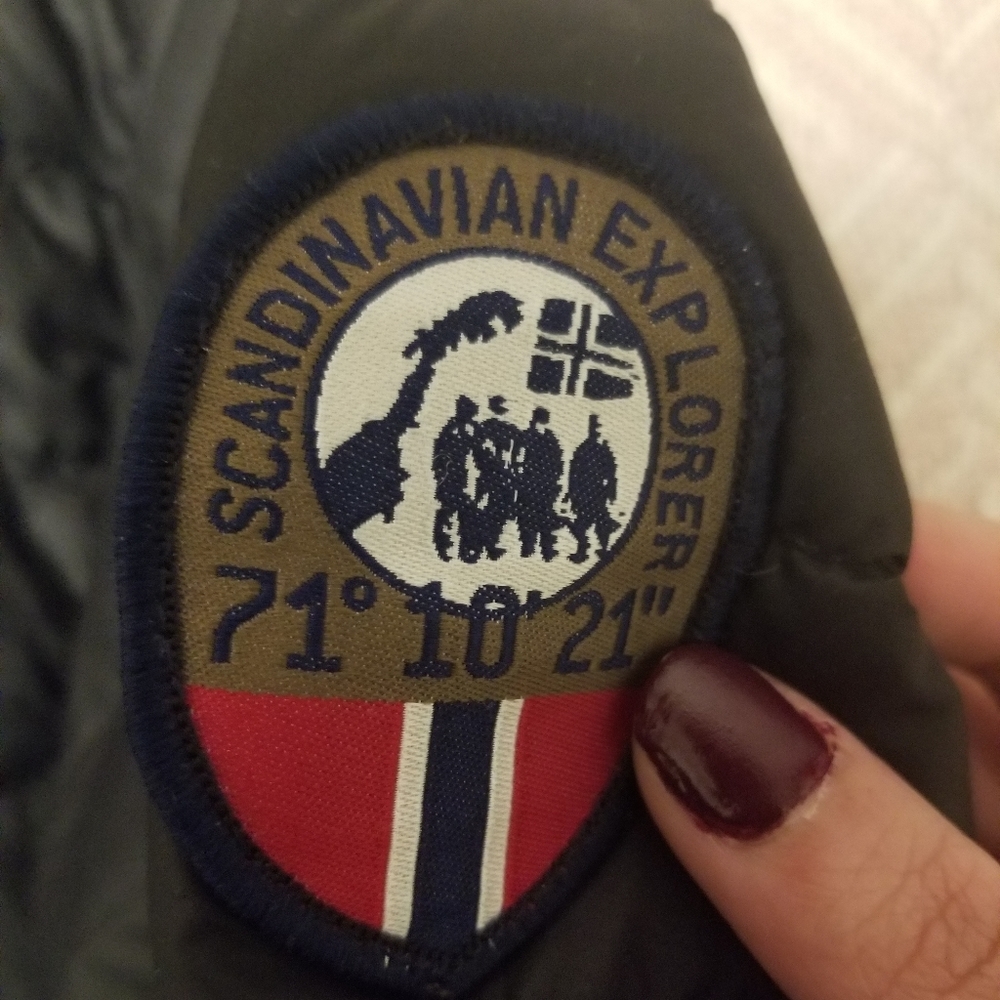 SCANDINAVIAN EXPLORER
71° 10' 21"